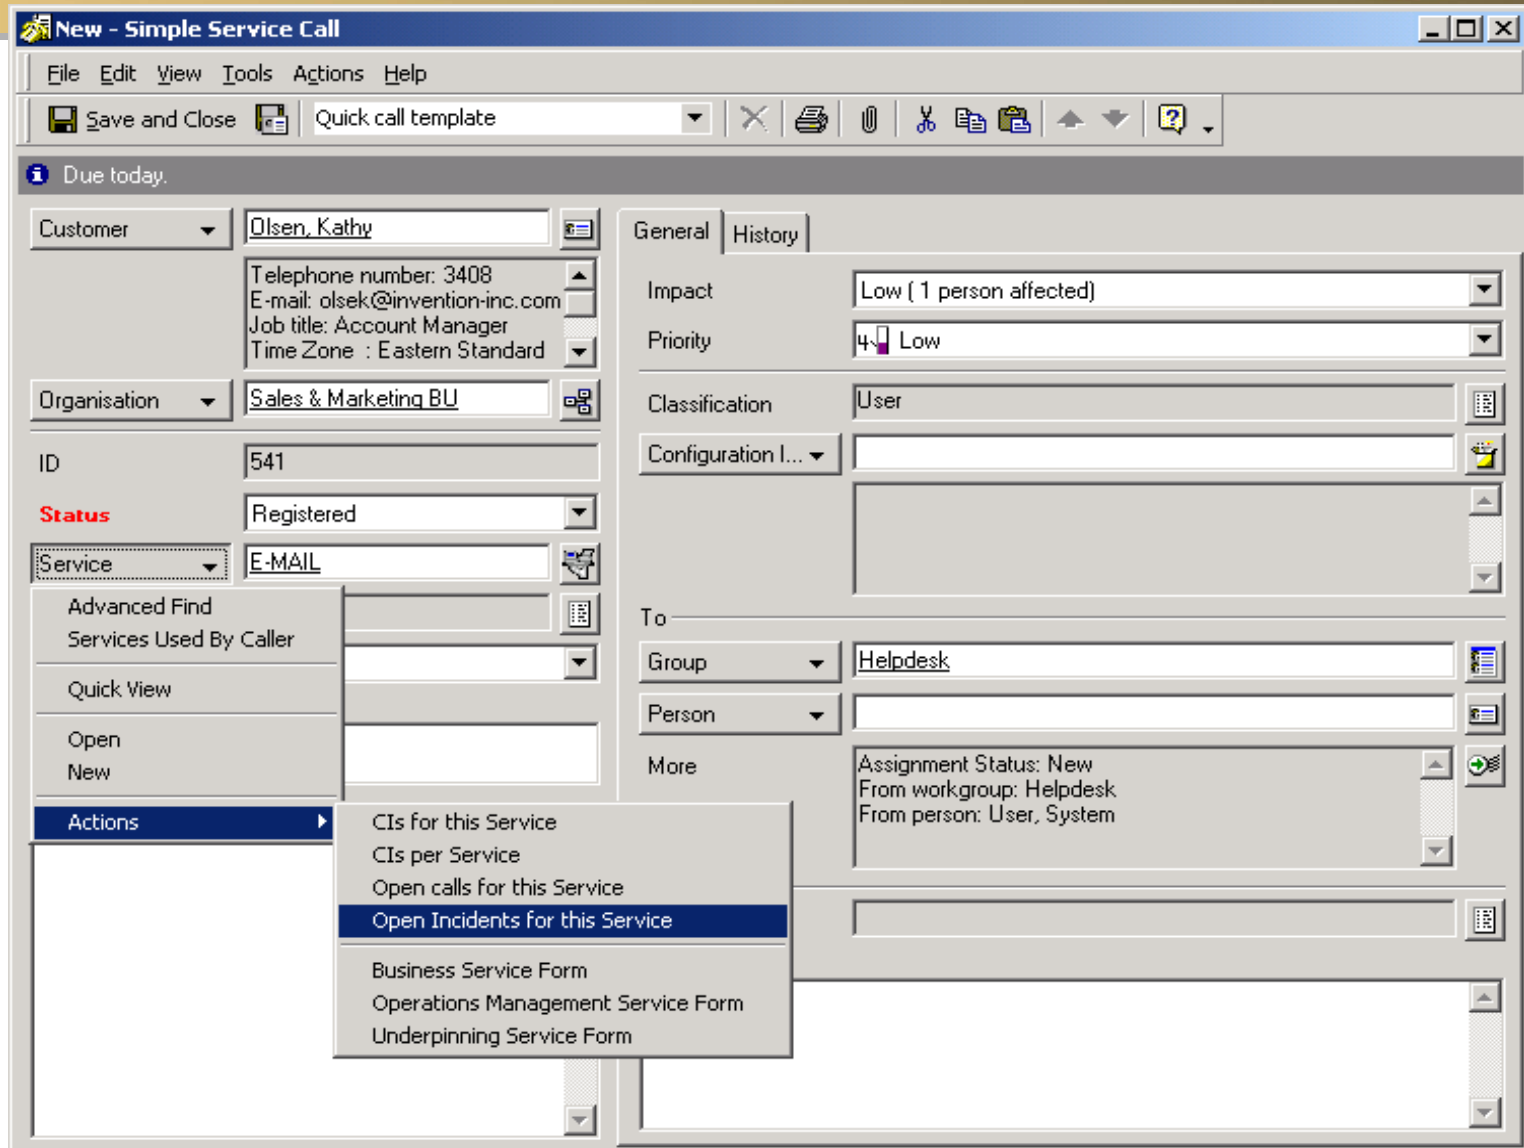 New - Simple Service Call
File Edit View Tools Actions Help
Save and Close Quick call template
Due today.
Customer Olsen, Kathy
Telephone number: 3408
E-mail: olsek@invention-inc.com
Job title: Account Manager
Time Zone : Eastern Standard
Organisation Sales & Marketing BU
ID 541
Status Registered
Service E-MAIL
Advanced Find
Services Used By Caller
Quick View
Open
New
Actions
CIs for this Service
CIs per Service
Open calls for this Service
Open Incidents for this Service
Business Service Form
Operations Management Service Form
Underpinning Service Form
General History
Impact Low ( 1 person affected)
Priority 4 Low
Classification User
Configuration I...
To
Group Helpdesk
Person
More Assignment Status: New
From workgroup: Helpdesk
From person: User, System